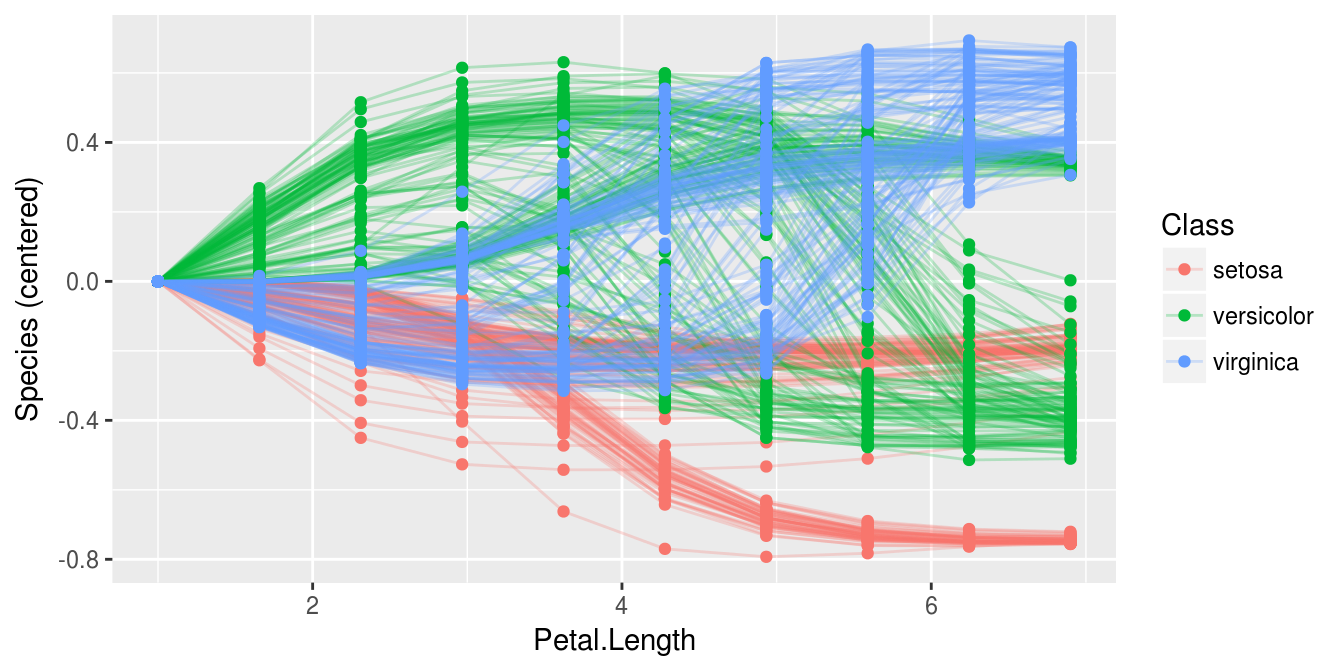 Species (centered)
0.4
0.0
-0.4
-0.8
2 4 6
Petal.Length
Class
setosa
versicolor
virginica